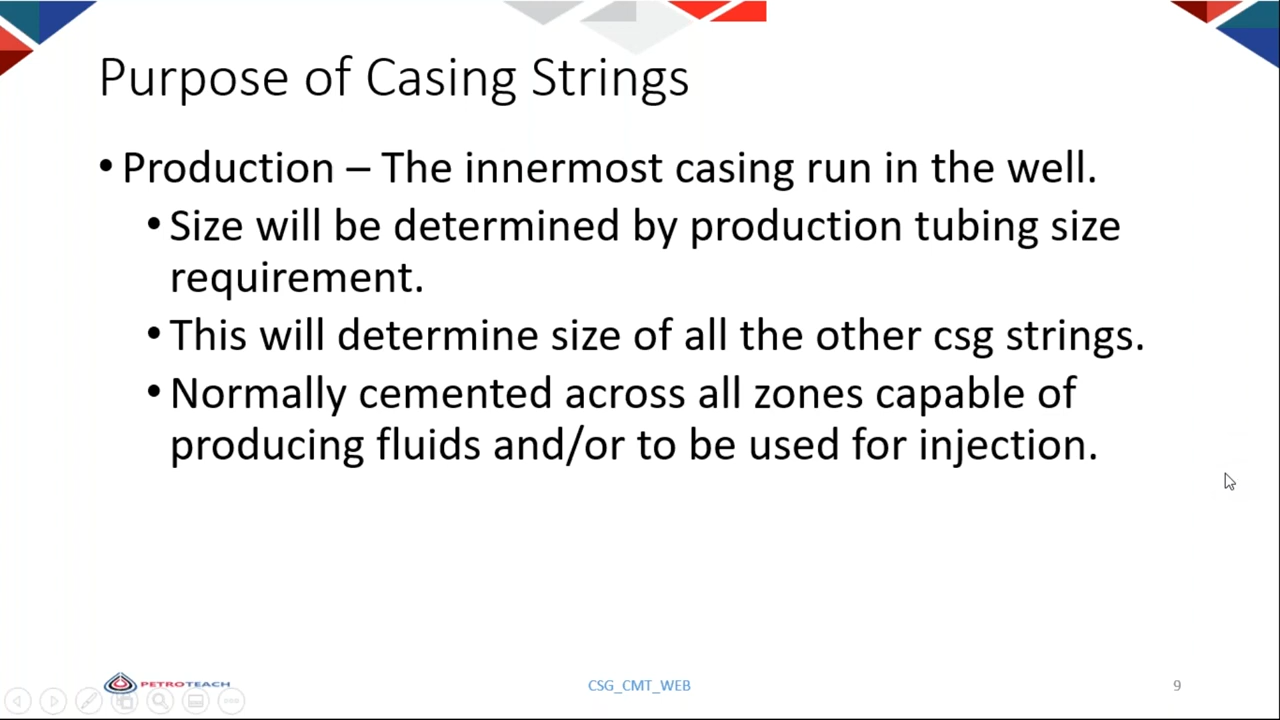 Purpose of Casing Strings
• Production – The innermost casing run in the well.
• Size will be determined by production tubing size
requirement.
• This will determine size of all the other csg strings.
• Normally cemented across all zones capable of
producing fluids and/or to be used for injection.
PETROTEACH
CSG_CMT_WEB
9